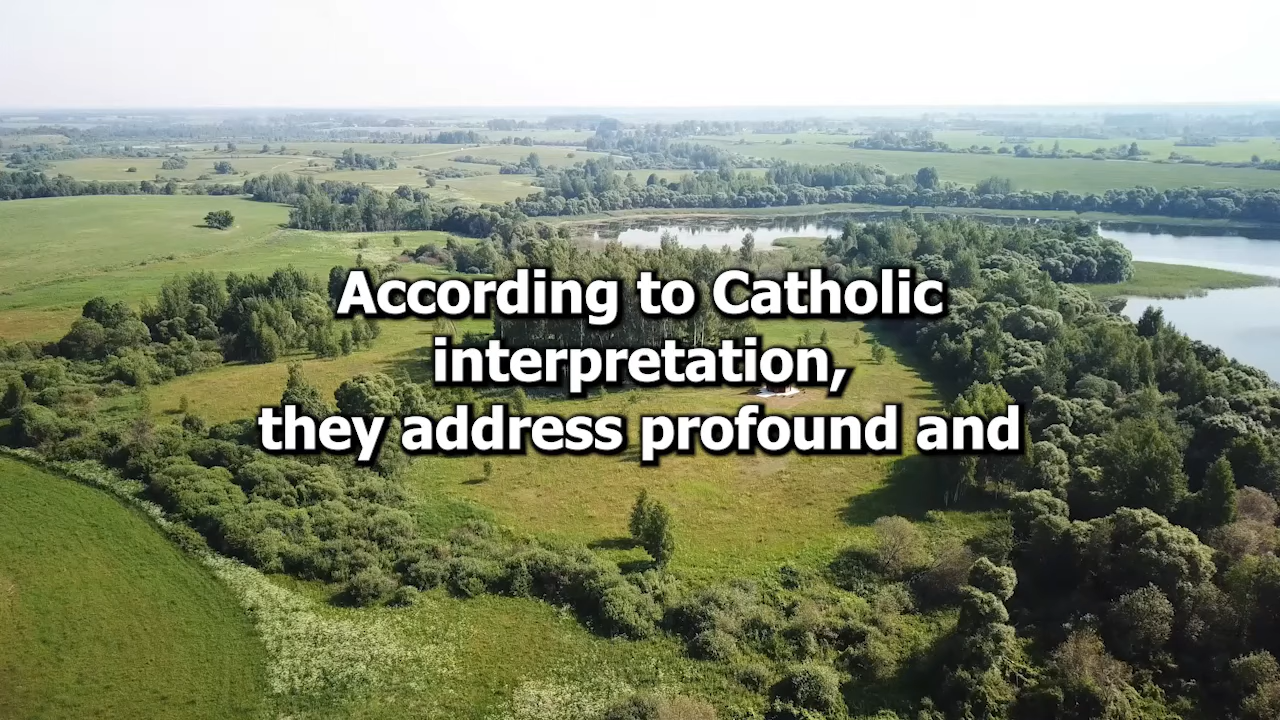 According to Catholic
interpretation,
they address profound and